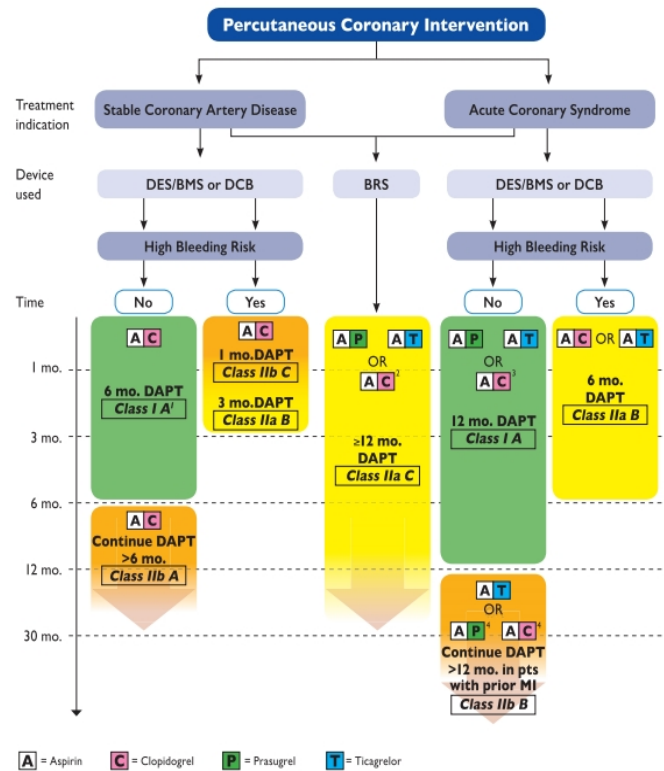 Percutaneous Coronary Intervention
Treatment
indication
Stable Coronary Artery Disease
Acute Coronary Syndrome
Device
used
DES/BMS or DCB
BRS
DES/BMS or DCB
High Bleeding Risk
High Bleeding Risk
Time
No
Yes
No
Yes
1 mo.
3 mo.
6 mo.
12 mo.
30 mo.
A C
6 mo. DAPT
Class I A¹
A C
Continue DAPT
>6 mo.
Class IIb A
A C
1 mo.DAPT
Class IIb C
3 mo.DAPT
Class IIa B
A P A T
OR
A C ²
≥12 mo.
DAPT
Class IIa C
A P A T
OR
A C ³
12 mo. DAPT
Class I A
A T
OR
A P ⁴ A C ⁴
Continue DAPT
>12 mo. in pts
with prior MI
Class IIb B
A C OR A T
6 mo.
DAPT
Class IIa B
A = Aspirin C = Clopidogrel P = Prasugrel T = Ticagrelor